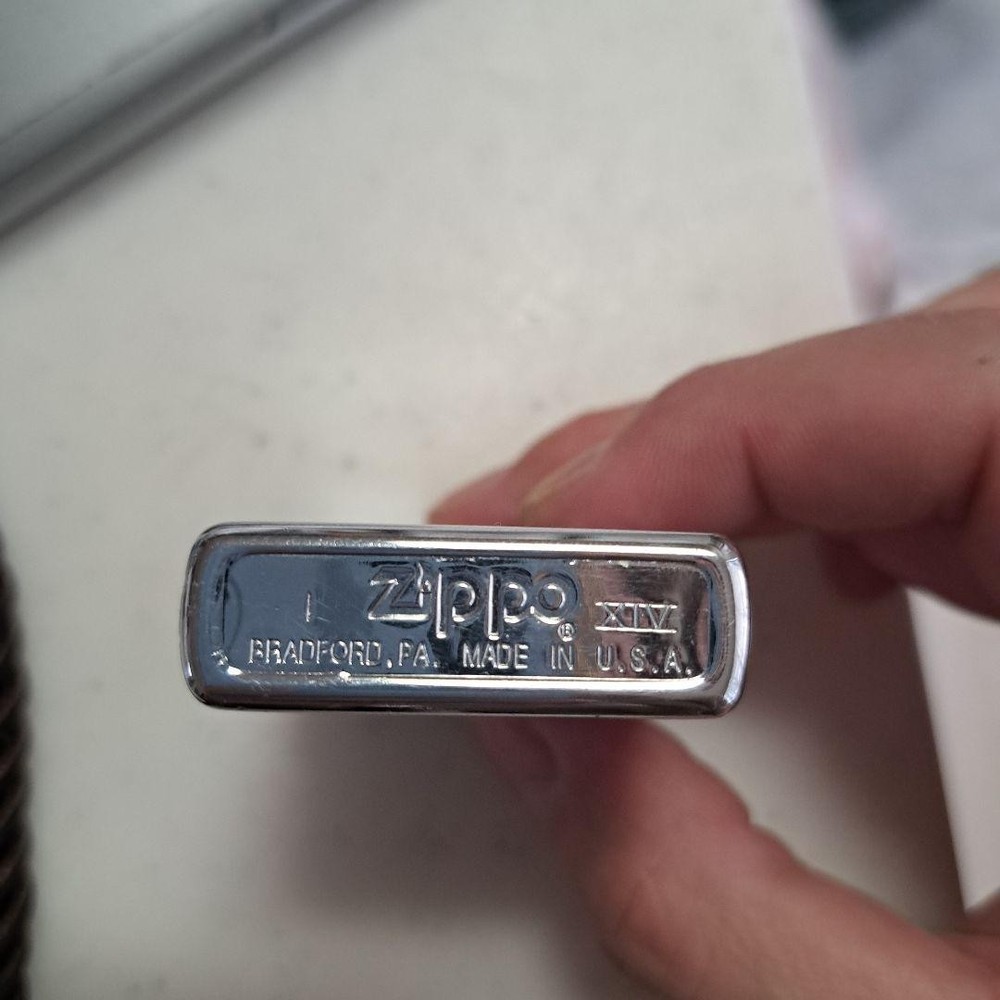 I Zippo ® XIV
BRADFORD, PA. MADE IN U.S.A.